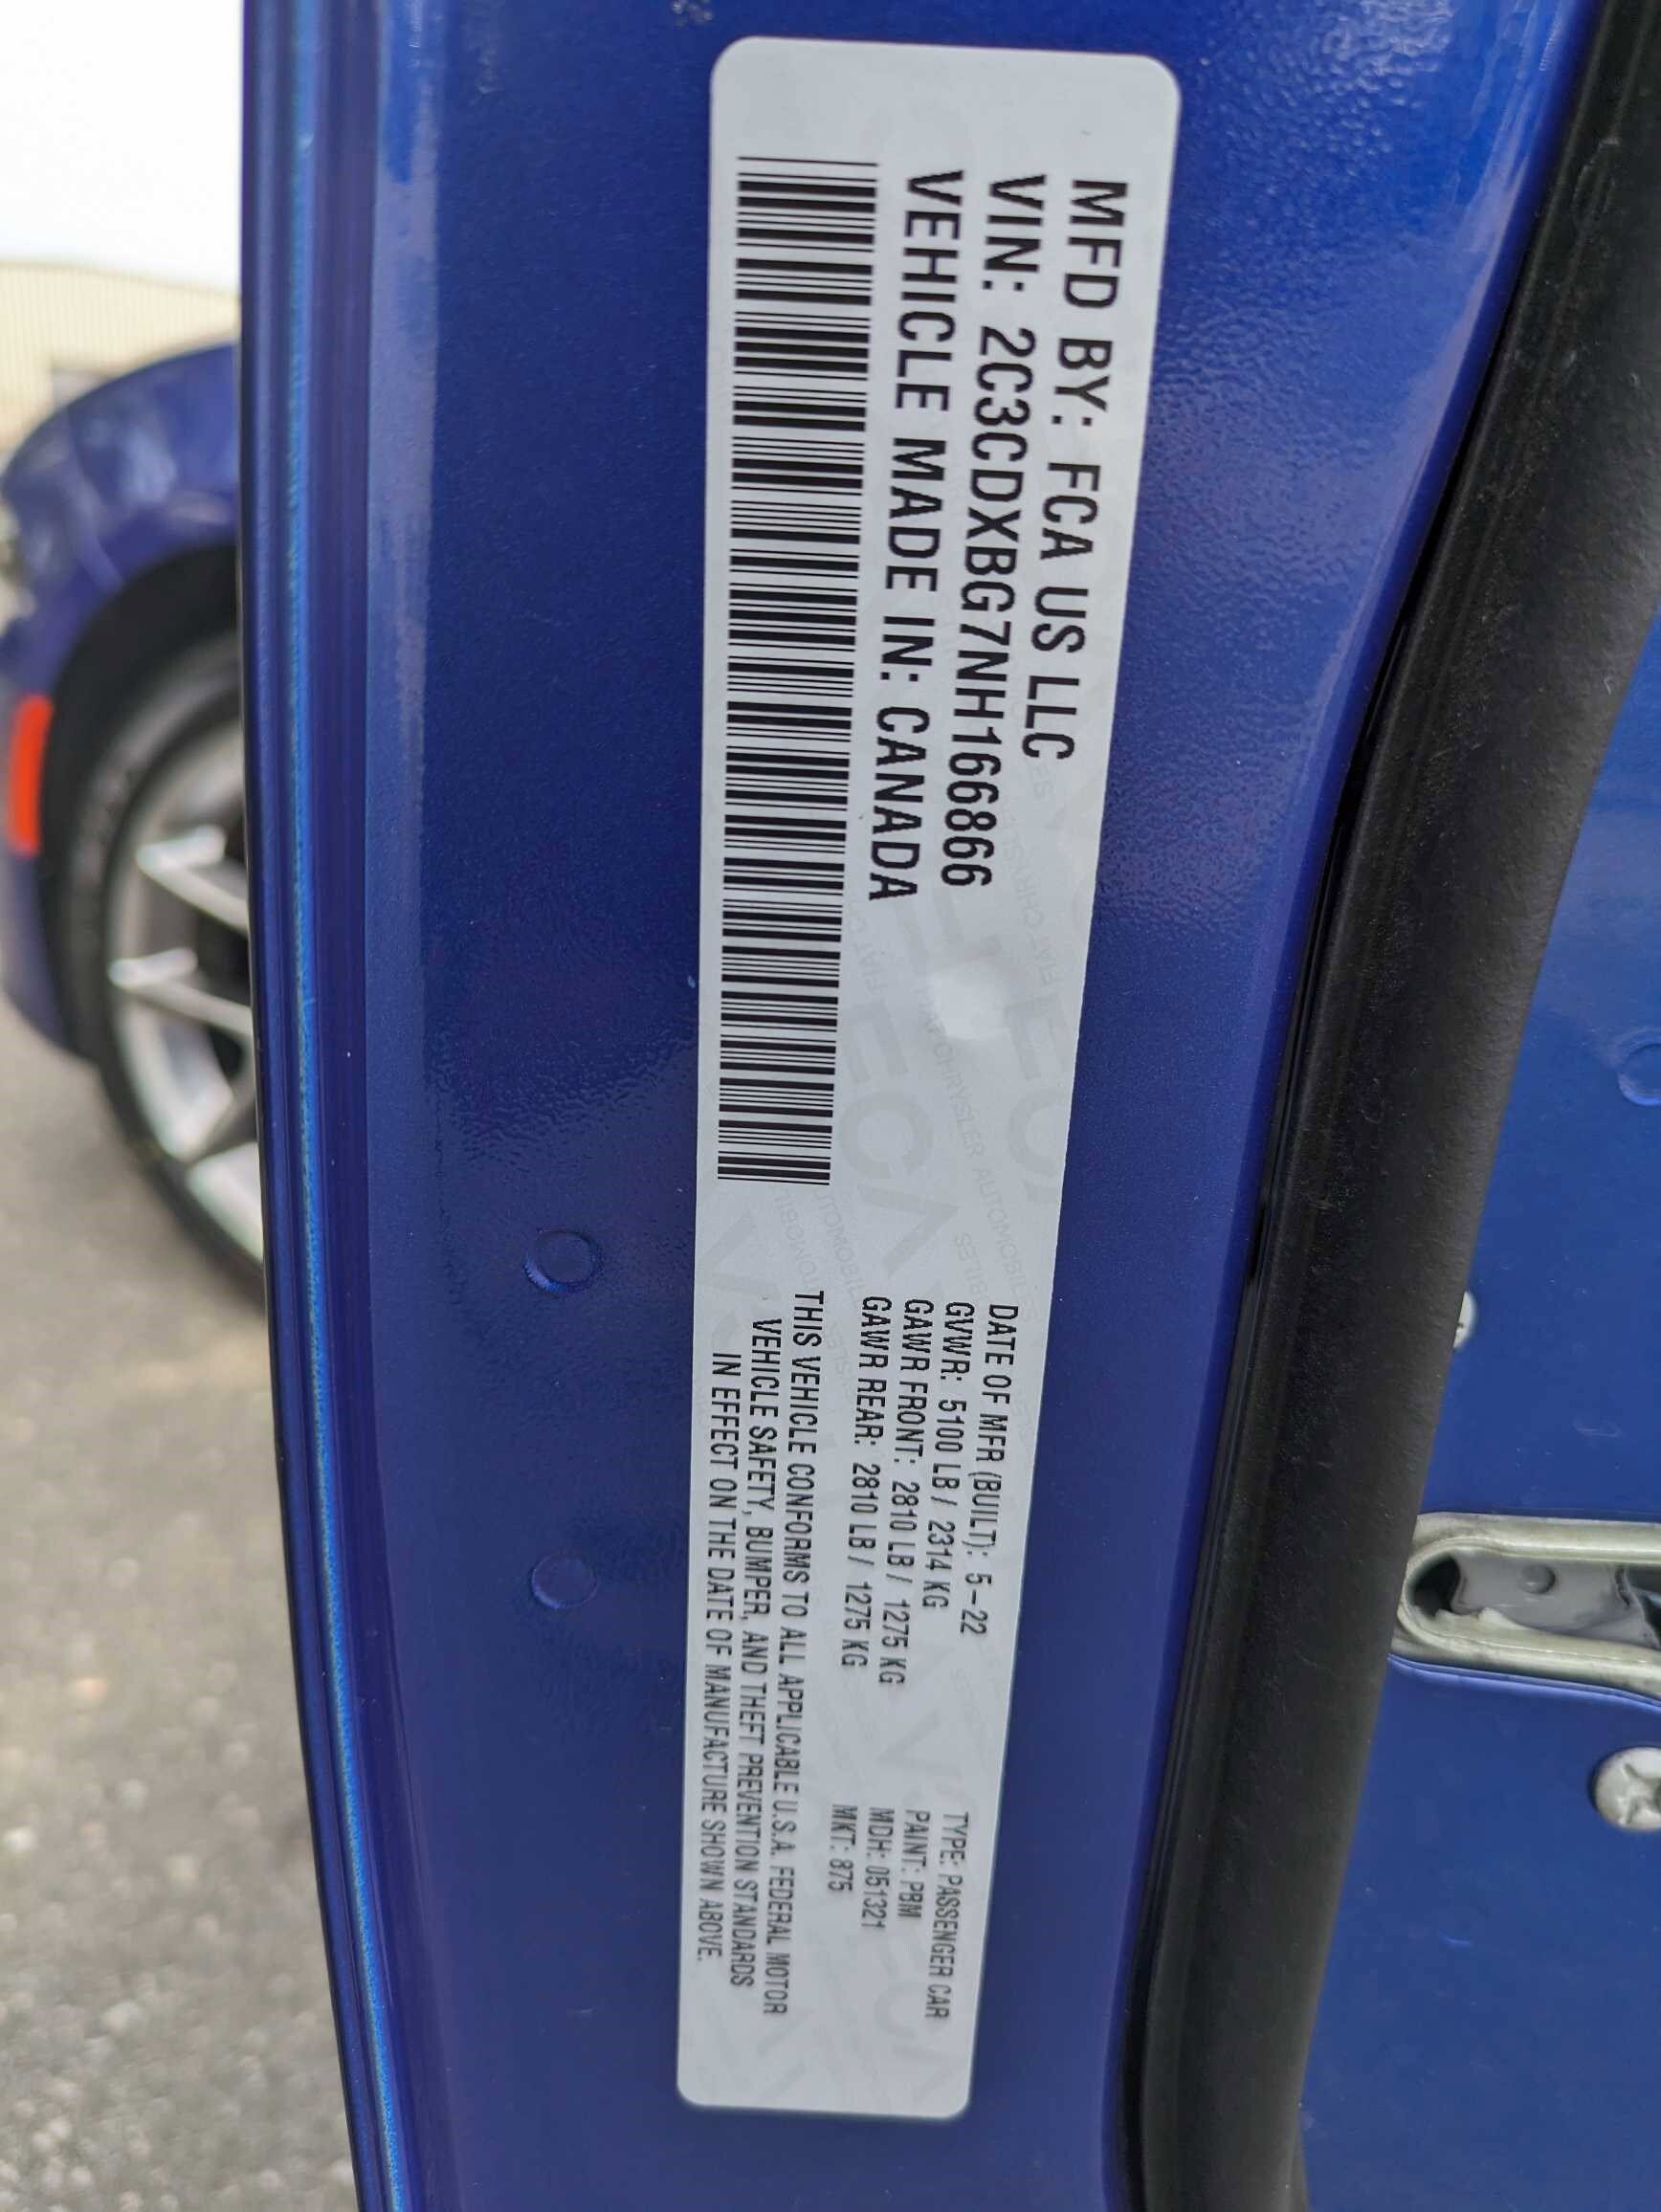 MFD BY: FCA US LLC
VIN: 2C3CDXBG7NH166866
VEHICLE MADE IN: CANADA
DATE OF MFR (BUILT): 5-22
GVWR: 5100 LB / 2314 KG
GAWR FRONT: 2810 LB / 1275 KG
GAWR REAR: 2810 LB / 1275 KG
TYPE: PASSENGER CAR
PAINT: PBM
MDH: 051321
MKT: 875
THIS VEHICLE CONFORMS TO ALL APPLICABLE U.S.A. FEDERAL MOTOR
VEHICLE SAFETY, BUMPER, AND THEFT PREVENTION STANDARDS
IN EFFECT ON THE DATE OF MANUFACTURE SHOWN ABOVE.